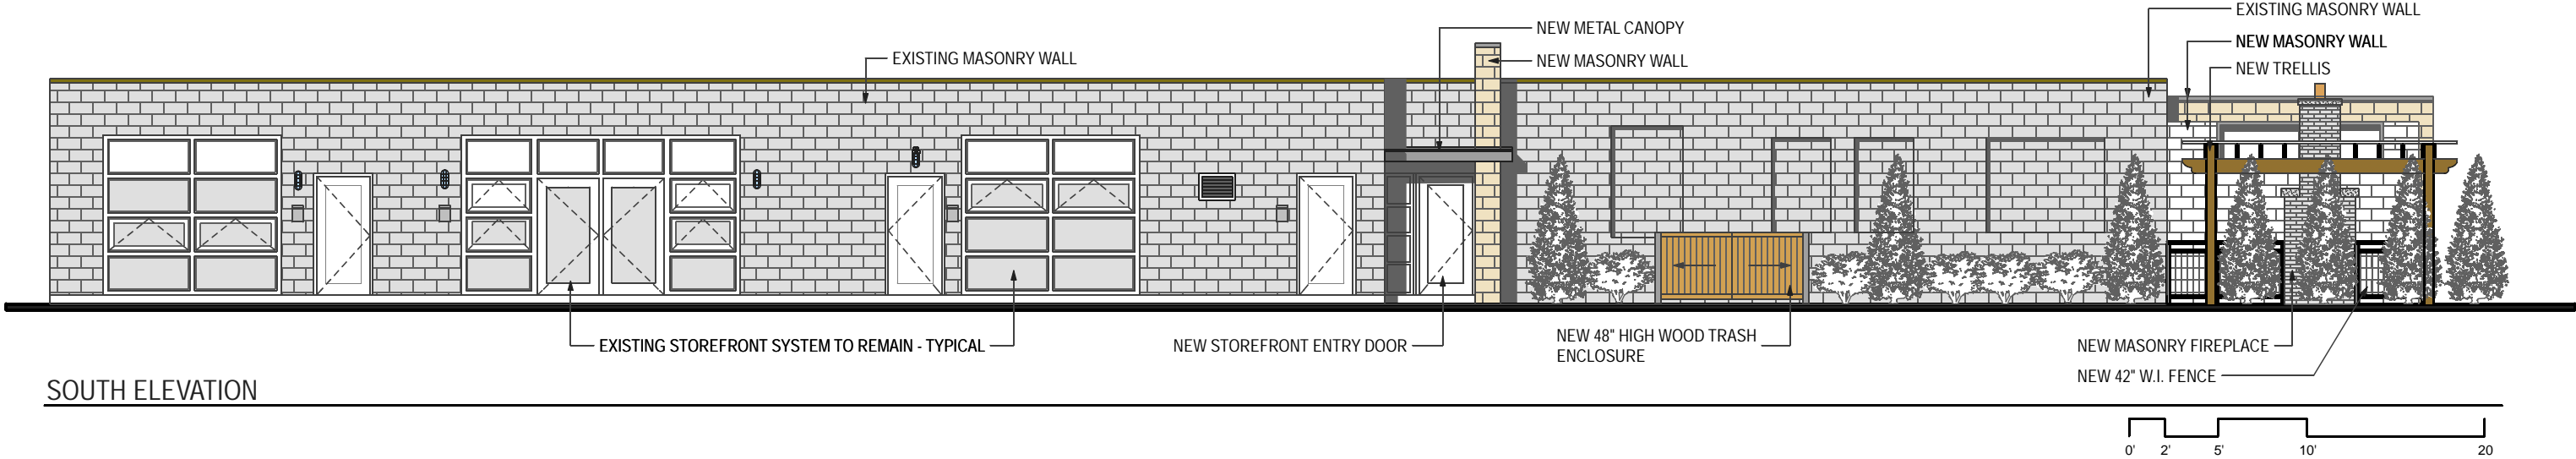 EXISTING MASONRY WALL
NEW METAL CANOPY
NEW MASONRY WALL
EXISTING MASONRY WALL
NEW MASONRY WALL
NEW TRELLIS
EXISTING STOREFRONT SYSTEM TO REMAIN - TYPICAL
NEW STOREFRONT ENTRY DOOR
NEW 48" HIGH WOOD TRASH
ENCLOSURE
NEW MASONRY FIREPLACE
NEW 42" W.I. FENCE
SOUTH ELEVATION
0' 2' 5' 10' 20